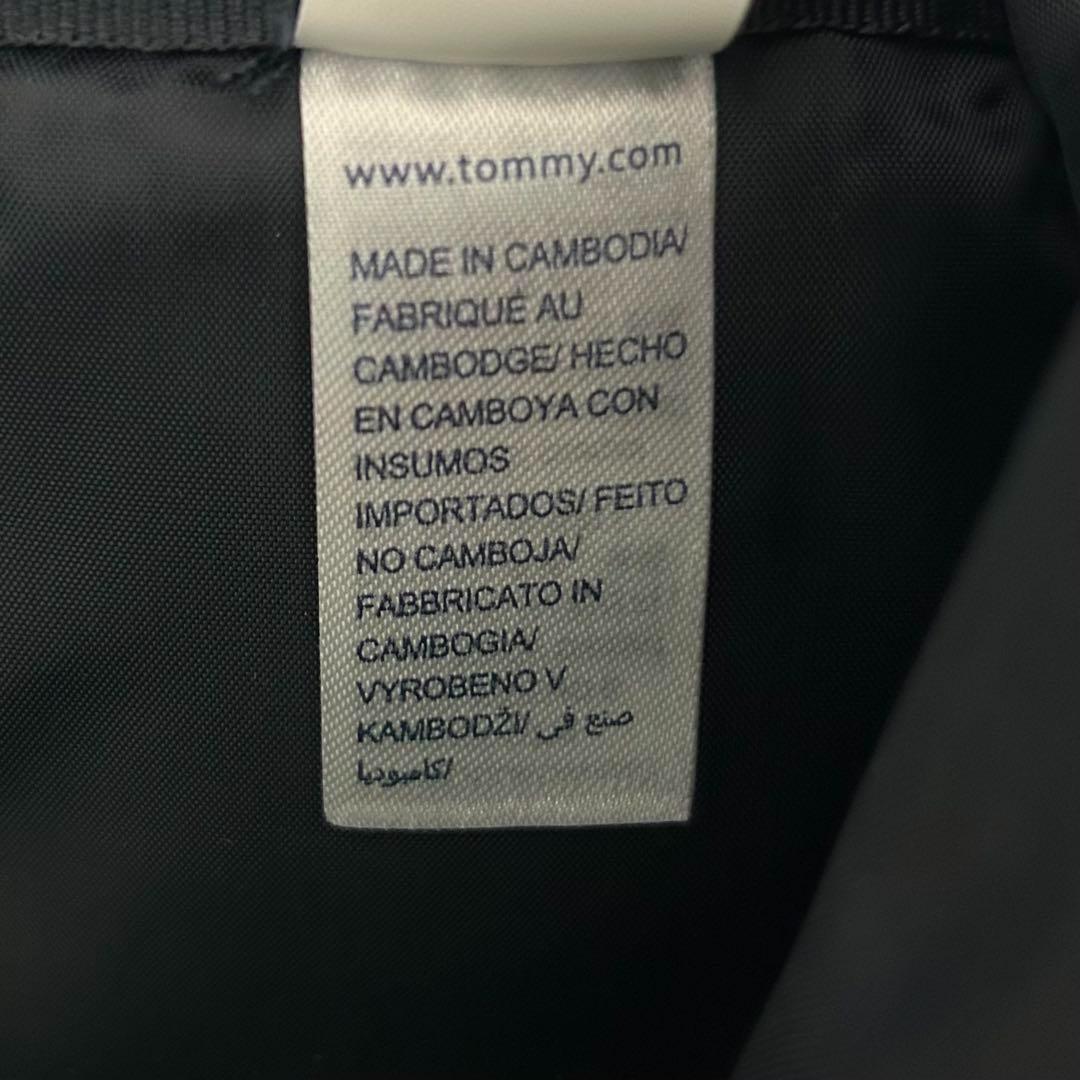 www.tommy.com
MADE IN CAMBODIA/
FABRIQUÉ AU
CAMBODGE/ HECHO
EN CAMBOYA CON
INSUMOS
IMPORTADOS/ FEITO
NO CAMBOJA/
FABBRICATO IN
CAMBOGIA/
VYROBENO V
KAMBODŽI/ صنع في
كامبوديا/